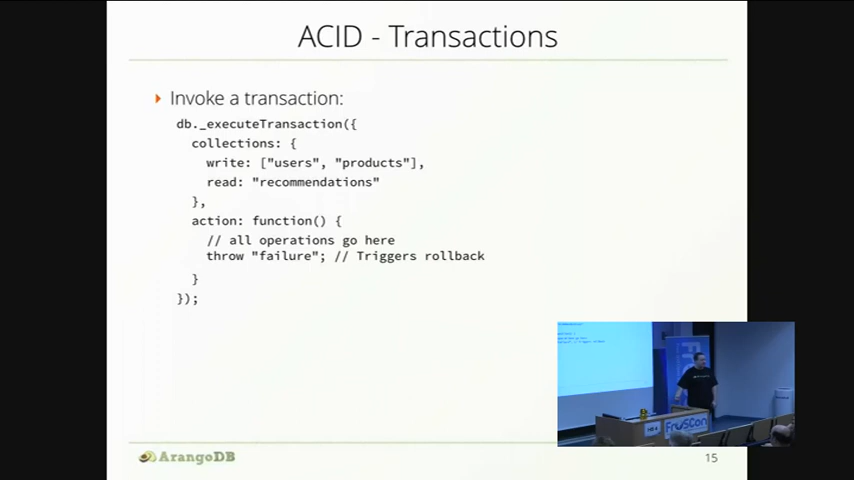 ACID - Transactions
Invoke a transaction:
db._executeTransaction({
collections: {
write: ["users", "products"],
read: "recommendations"
},
action: function() {
// all operations go here
throw "failure"; // Triggers rollback
}
});
FrOSCon
ArangoDB
15